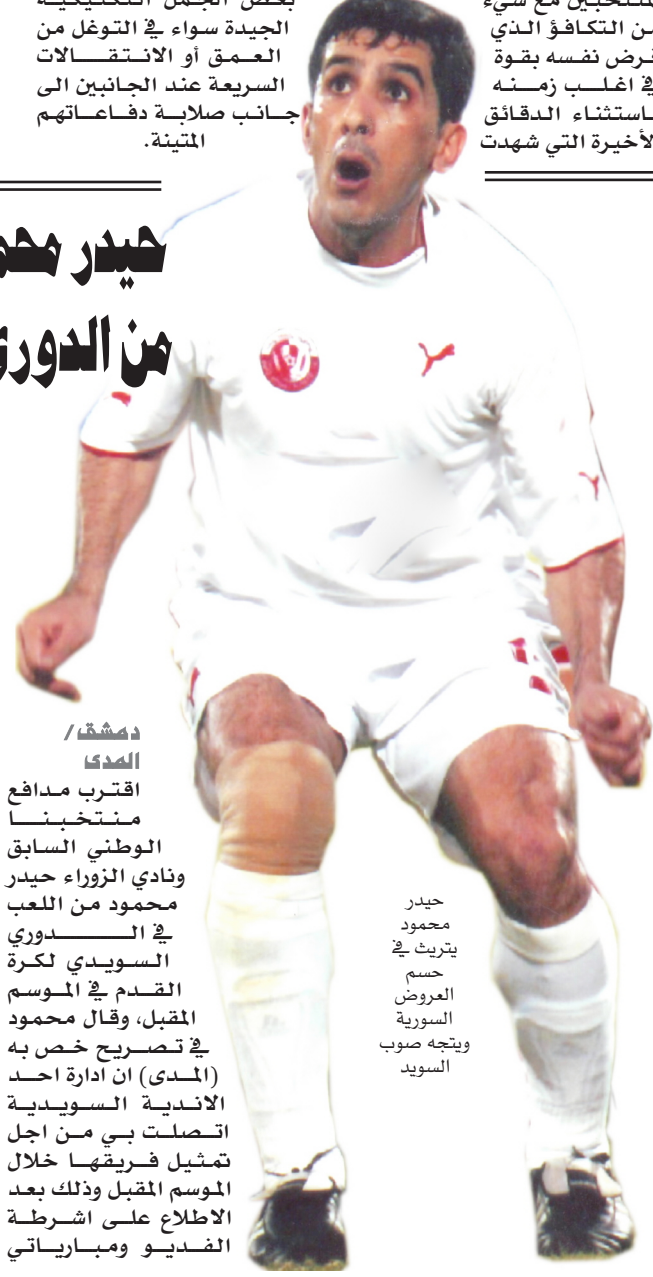 المنتخبين مع شيء
من التكافؤ الذي
فرض نفسه بقوة
في اغلب زمنه
باستثناء الدقائق
الأخيرة التي شهدت
بعض الجمل التكتيكية
الجيدة سواء في التوغل من
العمق أو الانتقالات
السريعة عند الجانبين الى
جانب صلابة دفاعاتهم
المتينة.
حيدر
من الدوري
دمشق/
المدى
اقترب مدافع
منتخبنا
الوطني السابق
ونادي الزوراء حيدر
محمود من اللعب
في الدوري
السويدي لكرة
القدم في الموسم
المقبل، وقال محمود
في تصريح خص به
(المدى) ان ادارة احد
الاندية السويدية
اتصلت بي من اجل
تمثيل فريقها خلال
الموسم المقبل وذلك بعد
الاطلاع على اشرطة
الفديو ومبارياتي
حيدر
محمود
يتريث في
حسم
العروض
السورية
ويتجه صوب
السويد